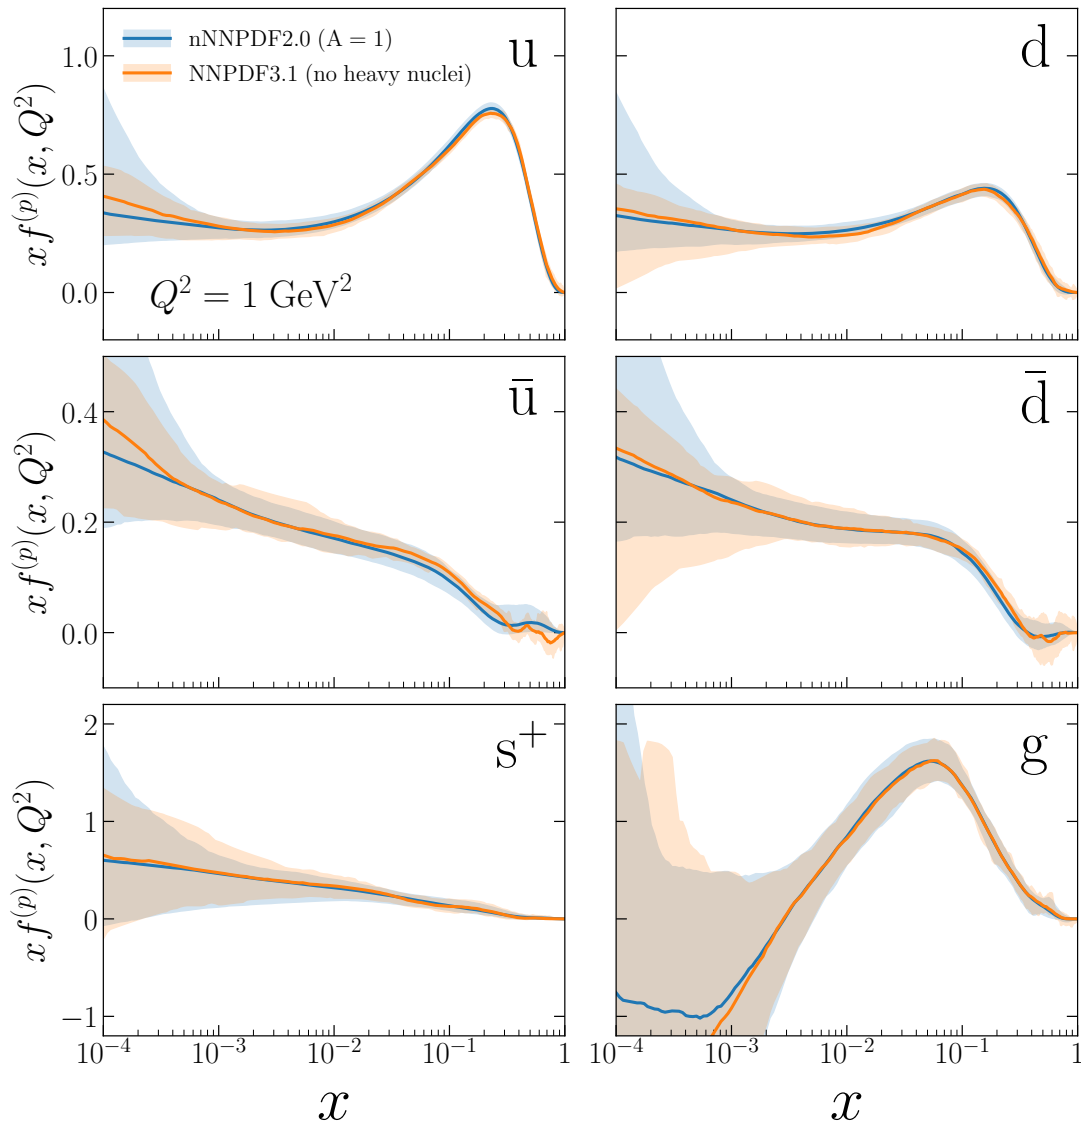 nNNPDF2.0 (A = 1)
NNPDF3.1 (no heavy nuclei)
u
d
1.0
0.5
0.0
x f^(p)(x, Q²)
Q² = 1 GeV²
ū
d̄
0.4
0.2
0.0
x f^(p)(x, Q²)
s⁺
g
2
1
0
−1
x f^(p)(x, Q²)
10⁻⁴ 10⁻³ 10⁻² 10⁻¹ 1
10⁻⁴ 10⁻³ 10⁻² 10⁻¹ 1
x
x